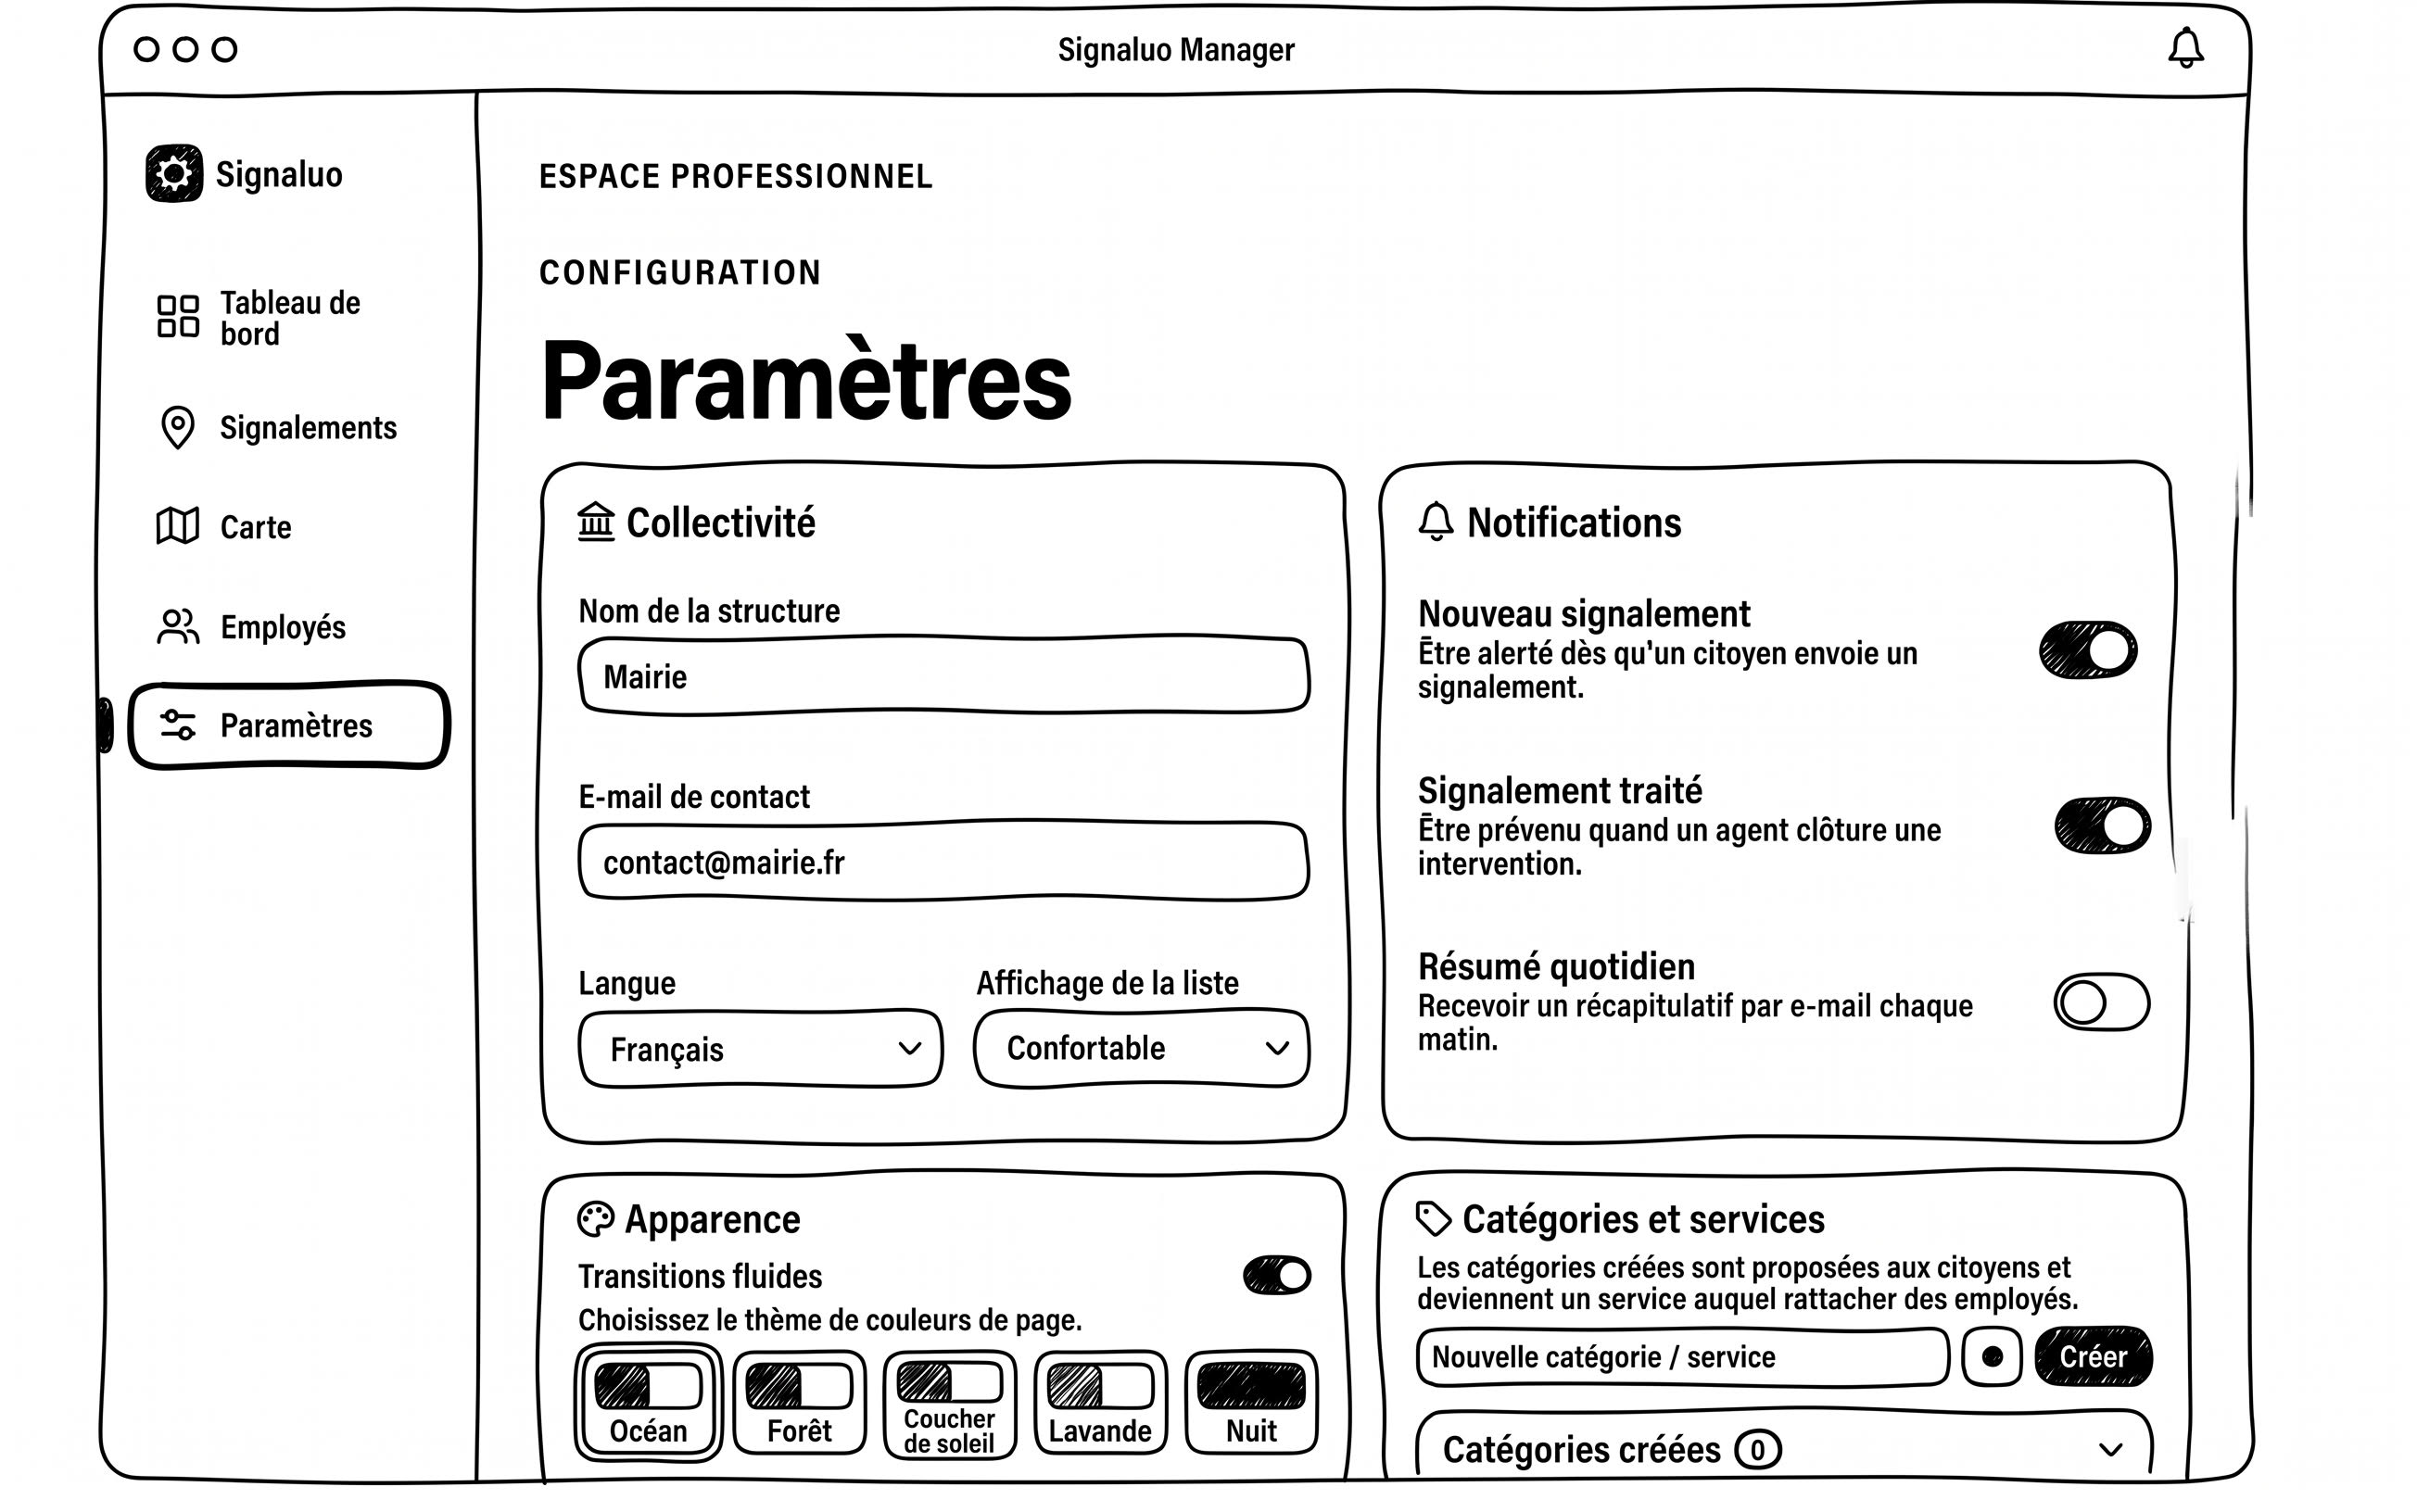 Signaluo Manager
Signaluo
Tableau de
bord
Signalements
Carte
Employés
Paramètres
ESPACE PROFESSIONNEL
CONFIGURATION
Paramètres
Collectivité
Nom de la structure
Mairie
E-mail de contact
contact@mairie.fr
Langue
Affichage de la liste
Français
Confortable
Notifications
Nouveau signalement
Être alerté dès qu'un citoyen envoie un
signalement.
Signalement traité
Être prévenu quand un agent clôture une
intervention.
Résumé quotidien
Recevoir un récapitulatif par e-mail chaque
matin.
Apparence
Transitions fluides
Choisissez le thème de couleurs de page.
Océan
Forêt
Coucher
de soleil
Lavande
Nuit
Catégories et services
Les catégories créées sont proposées aux citoyens et
deviennent un service auquel rattacher des employés.
Nouvelle catégorie / service
Créer
Catégories créées 0